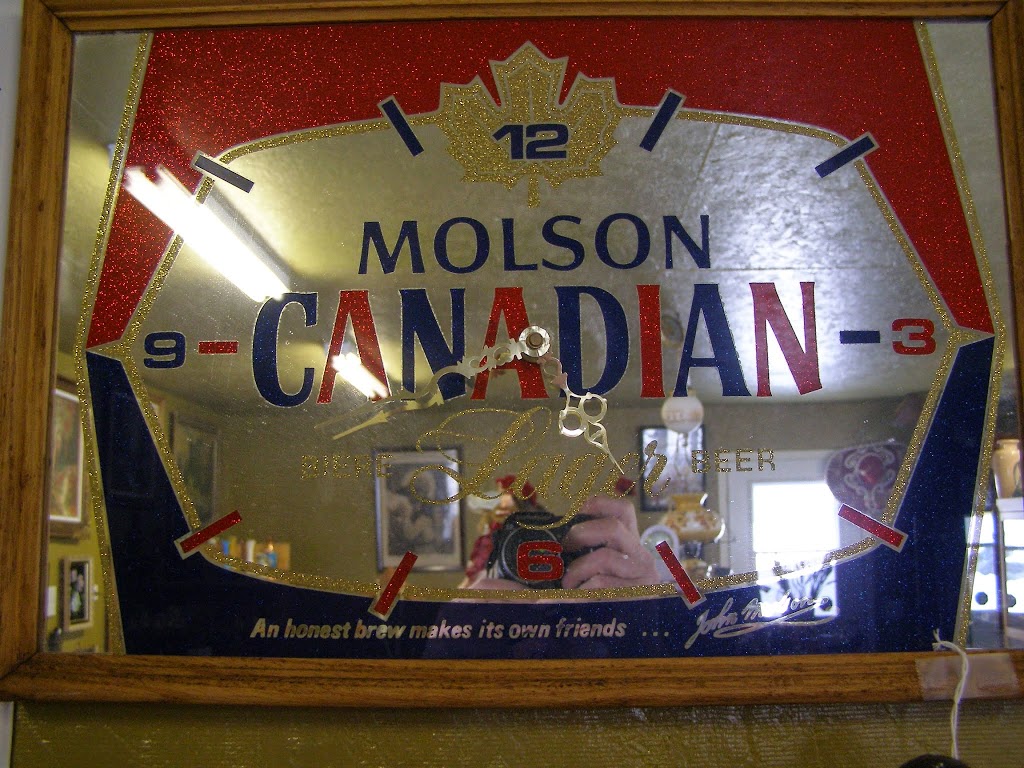 12
MOLSON
9 CANADIAN 3
BIERE Lager BEER
6
An honest brew makes its own friends ...
John Molson